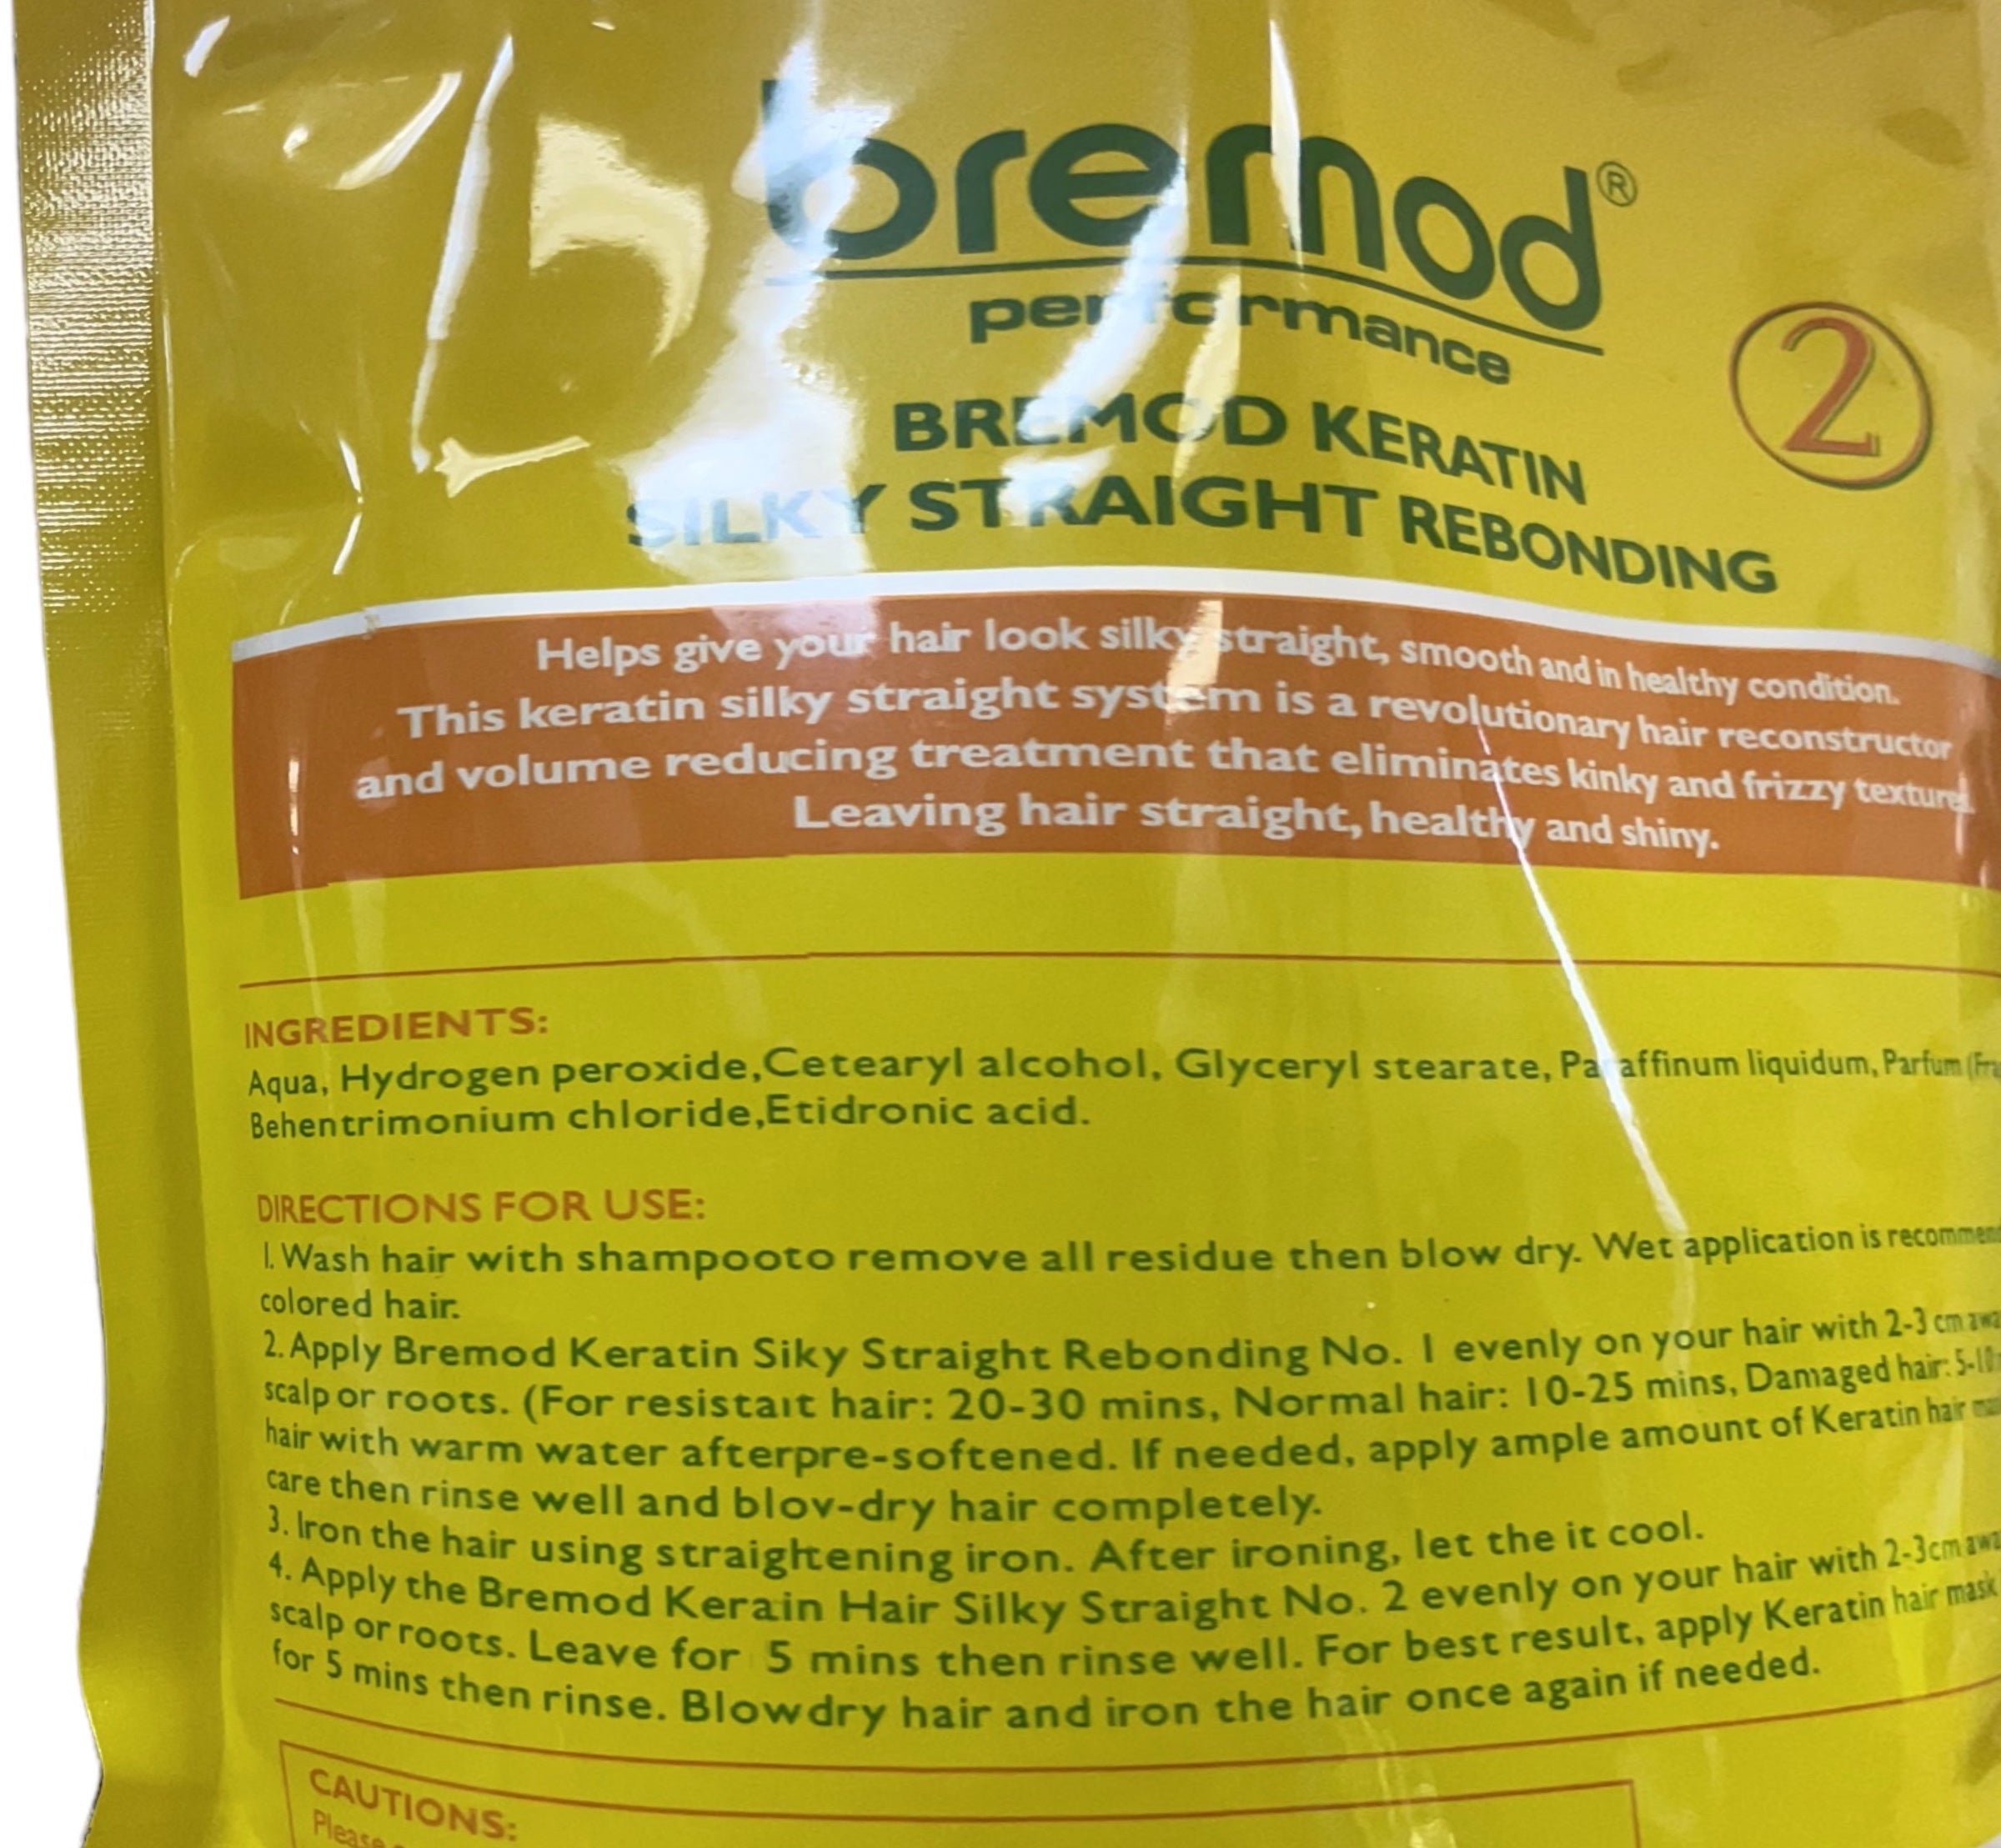 bremod®
performance
2
BREMOD KERATIN
SILKY STRAIGHT REBONDING
Helps give your hair look silky straight, smooth and in healthy condition.
This keratin silky straight system is a revolutionary hair reconstructor
and volume reducing treatment that eliminates kinky and frizzy texture.
Leaving hair straight, healthy and shiny.
INGREDIENTS:
Aqua, Hydrogen peroxide,Cetearyl alcohol, Glyceryl stearate, Paraffinum liquidum, Parfum
Behentrimonium chloride,Etidronic acid.
DIRECTIONS FOR USE:
1. Wash hair with shampooto remove all residue then blow dry. Wet application is
colored hair.
2. Apply Bremod Keratin Siky Straight Rebonding No. 1 evenly on your hair with 2-3 cm
scalp or roots. (For resistaıt hair: 20-30 mins, Normal hair: 10-25 mins, Damaged hair:
hair with warm water afterpre-softened. If needed, apply ample amount of Keratin hair
care then rinse well and blov-dry hair completely.
3. Iron the hair using straightening iron. After ironing, let the it cool.
4. Apply the Bremod Kerain Hair Silky Straight No. 2 evenly on your hair with 2-3cm
scalp or roots. Leave for 5 mins then rinse well. For best result, apply Keratin hair mask
for 5 mins then rinse. Blowdry hair and iron the hair once again if needed.
CAUTIONS:
Please